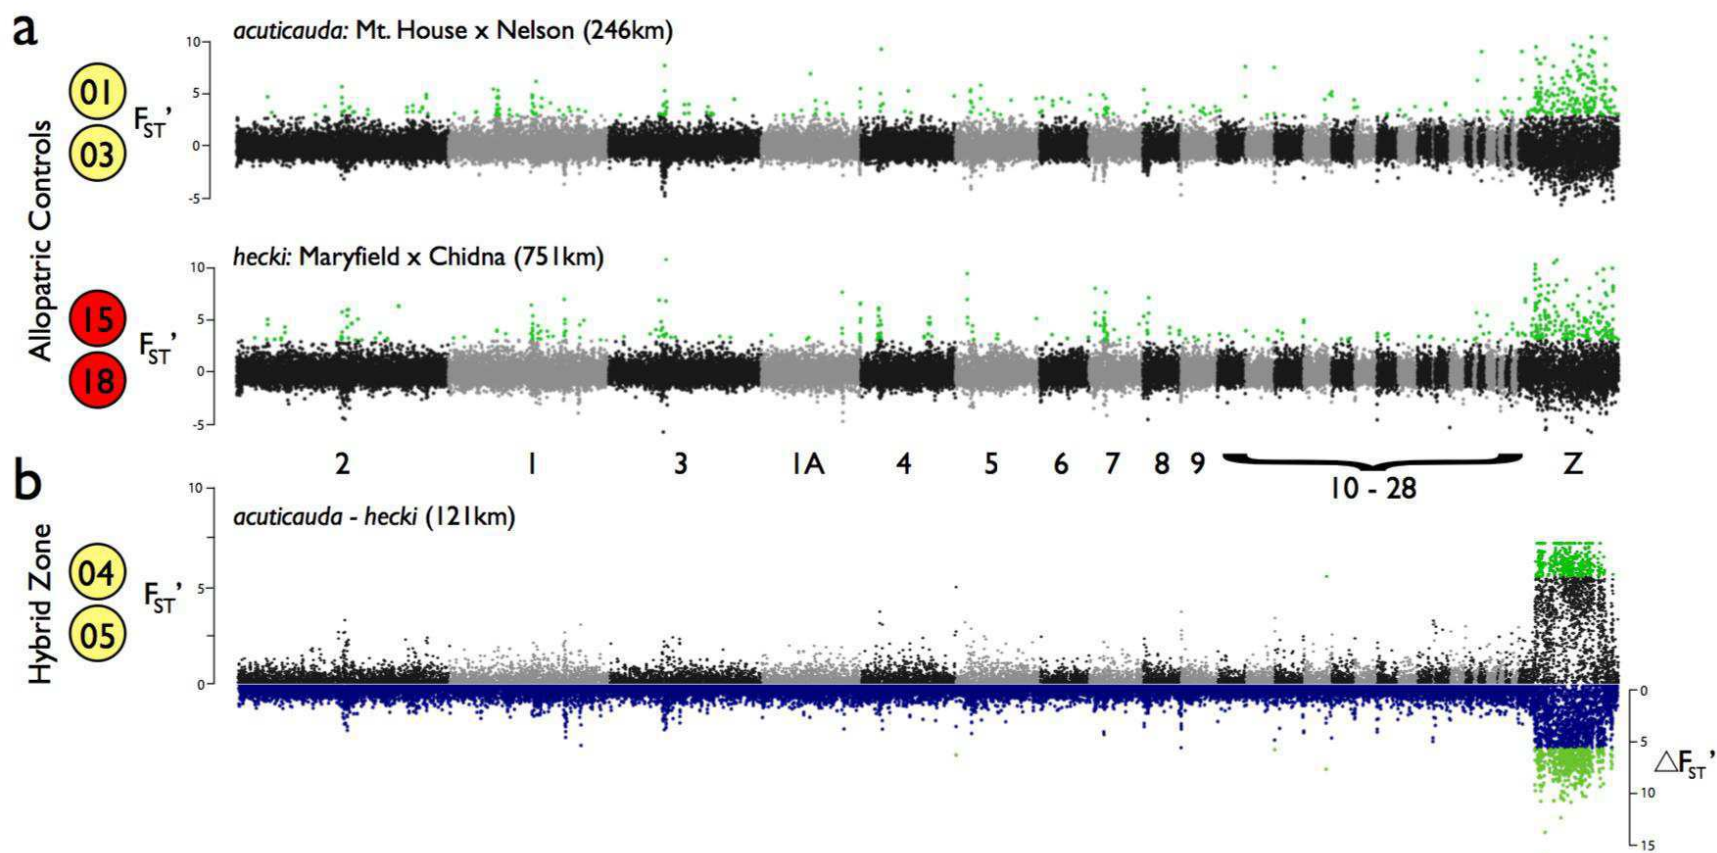 a
acuticauda: Mt. House x Nelson (246km)
Allopatric Controls
01
03
FST'
10
5
0
-5
hecki: Maryfield x Chidna (751km)
15
18
FST'
10
5
0
-5
2 1 3 1A 4 5 6 7 8 9 10 - 28 Z
b
acuticauda - hecki (121km)
Hybrid Zone
04
05
FST'
10
5
0
0
5
10
15
△FST'